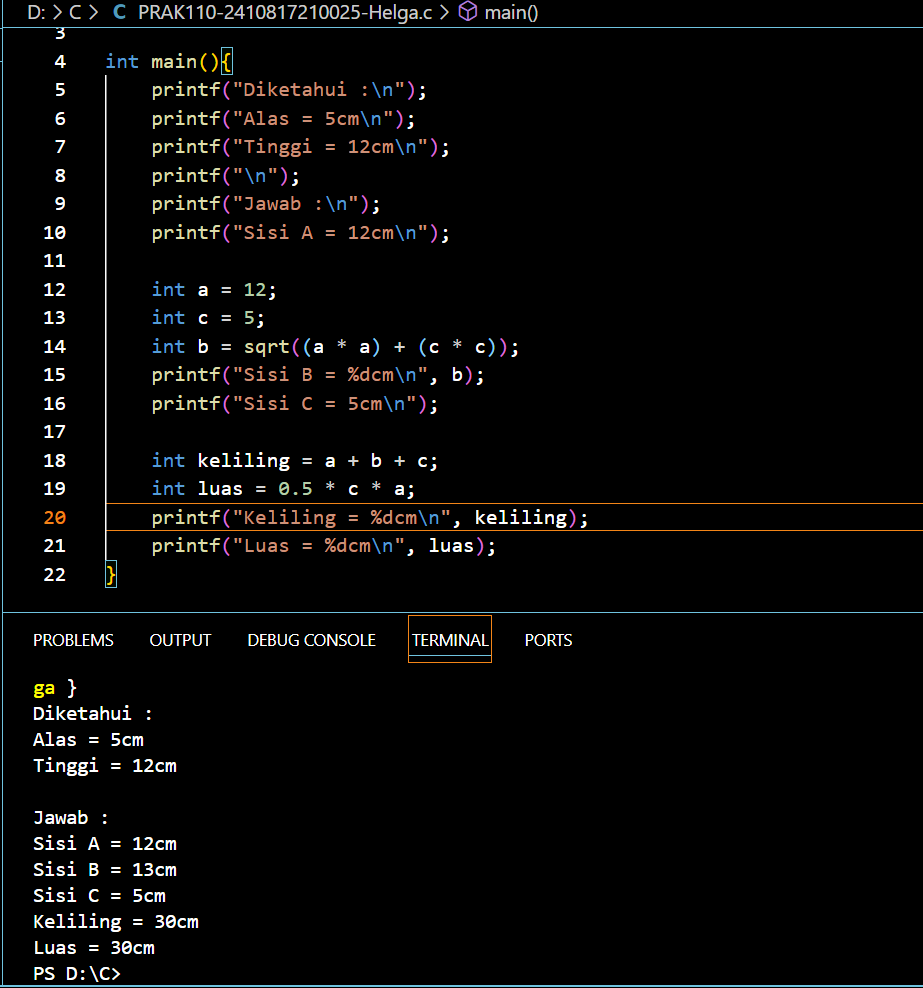 D: > C > C PRAK110-2410817210025-Helga.c > main()
3
4 int main(){
5 printf("Diketahui :\n");
6 printf("Alas = 5cm\n");
7 printf("Tinggi = 12cm\n");
8 printf("\n");
9 printf("Jawab :\n");
10 printf("Sisi A = 12cm\n");
11
12 int a = 12;
13 int c = 5;
14 int b = sqrt((a * a) + (c * c));
15 printf("Sisi B = %dcm\n", b);
16 printf("Sisi C = 5cm\n");
17
18 int keliling = a + b + c;
19 int luas = 0.5 * c * a;
20 printf("Keliling = %dcm\n", keliling);
21 printf("Luas = %dcm\n", luas);
22 }
PROBLEMS OUTPUT DEBUG CONSOLE TERMINAL PORTS
ga }
Diketahui :
Alas = 5cm
Tinggi = 12cm
Jawab :
Sisi A = 12cm
Sisi B = 13cm
Sisi C = 5cm
Keliling = 30cm
Luas = 30cm
PS D:\C>